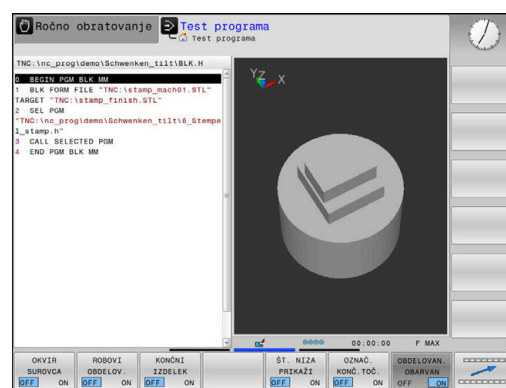 Ročno obratovanje
Test programa
Test programa
TNC:\nc_prog\demo\Schwenken_tilt\BLK.H
0 BEGIN PGM BLK MM
1 BLK FORM FILE "TNC:\stamp_mach01.STL"
TARGET "TNC:\stamp_finish.STL"
2 SEL PGM
"TNC:\nc_prog\demo\Schwenken_tilt\6_Stempe
l_stamp.h"
3 CALL SELECTED PGM
4 END PGM BLK MM
Y Z X
00:00:00 F MAX
OKVIR SUROVCA OFF ON
ROBOVI OBDELOV. OFF ON
KONČNI IZDELEK OFF ON
ŠT. NIZA PRIKAŽI OFF ON
OZNAČ. KONČ.TOČ. OFF ON
OBDELOVAN. OBARVAN OFF ON